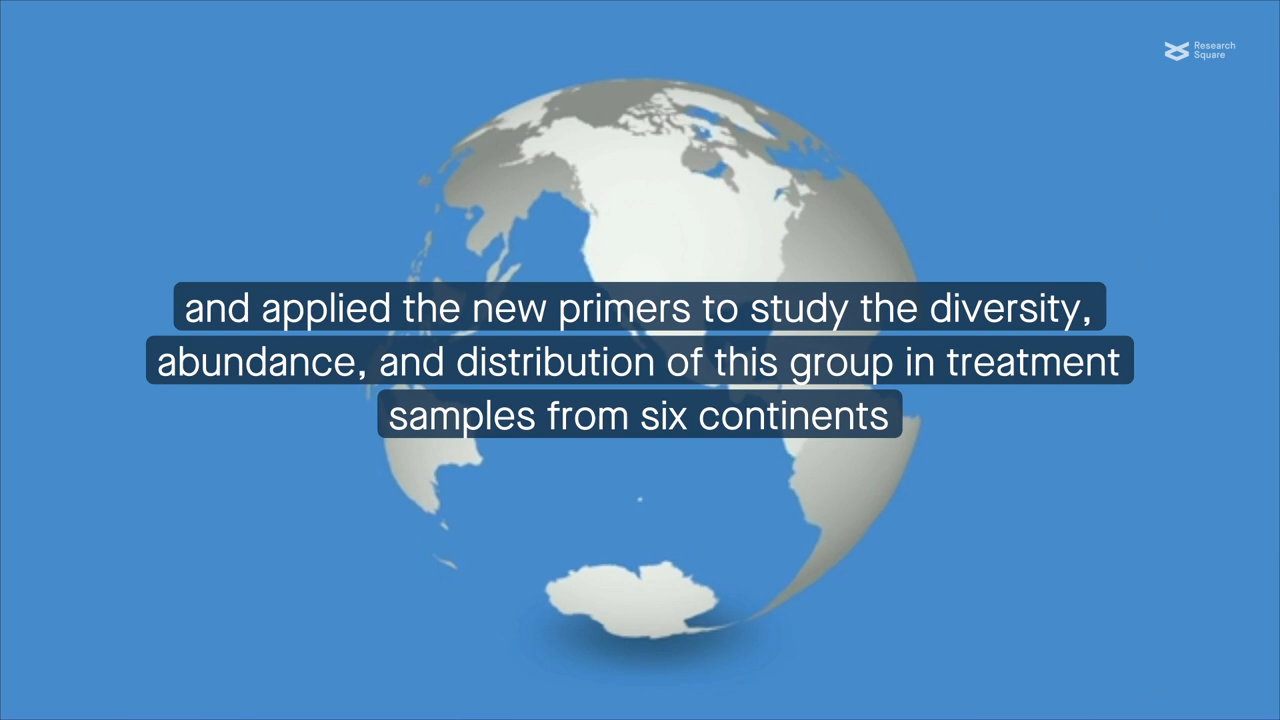 Research
Square
and applied the new primers to study the diversity,
abundance, and distribution of this group in treatment
samples from six continents